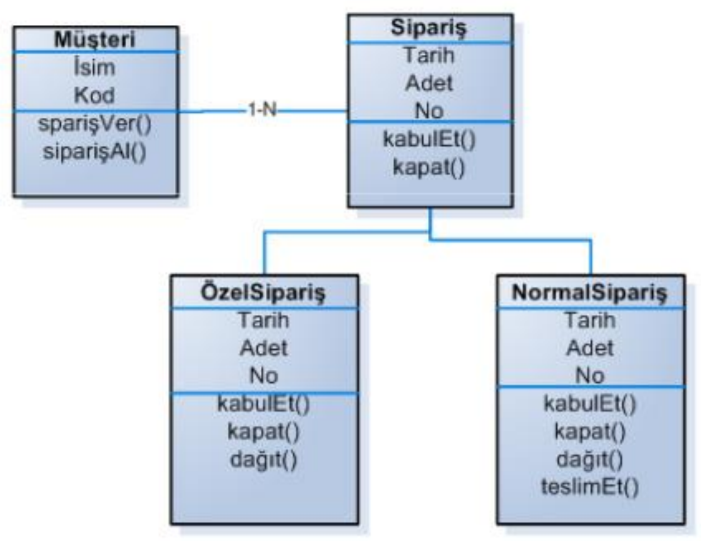 Müşteri
İsim
Kod
sparişVer()
siparişAl()
1-N
Sipariş
Tarih
Adet
No
kabulEt()
kapat()
ÖzelSipariş
Tarih
Adet
No
kabulEt()
kapat()
dağıt()
NormalSipariş
Tarih
Adet
No
kabulEt()
kapat()
dağıt()
teslimEt()